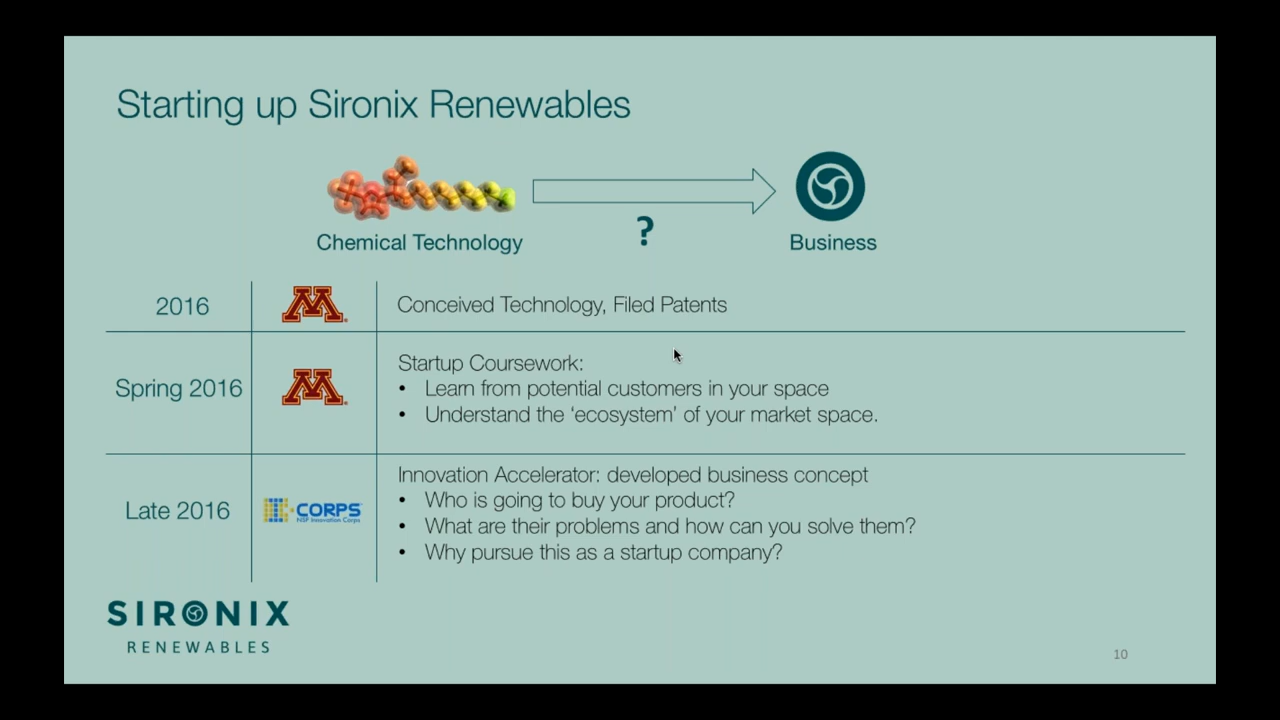 Starting up Sironix Renewables
?
Chemical Technology
Business
2016
M
Conceived Technology, Filed Patents
Spring 2016
M
Startup Coursework:
• Learn from potential customers in your space
• Understand the ‘ecosystem’ of your market space.
Late 2016
I-CORPS
NSF Innovation Corps
Innovation Accelerator: developed business concept
• Who is going to buy your product?
• What are their problems and how can you solve them?
• Why pursue this as a startup company?
SIRONIX
RENEWABLES
10